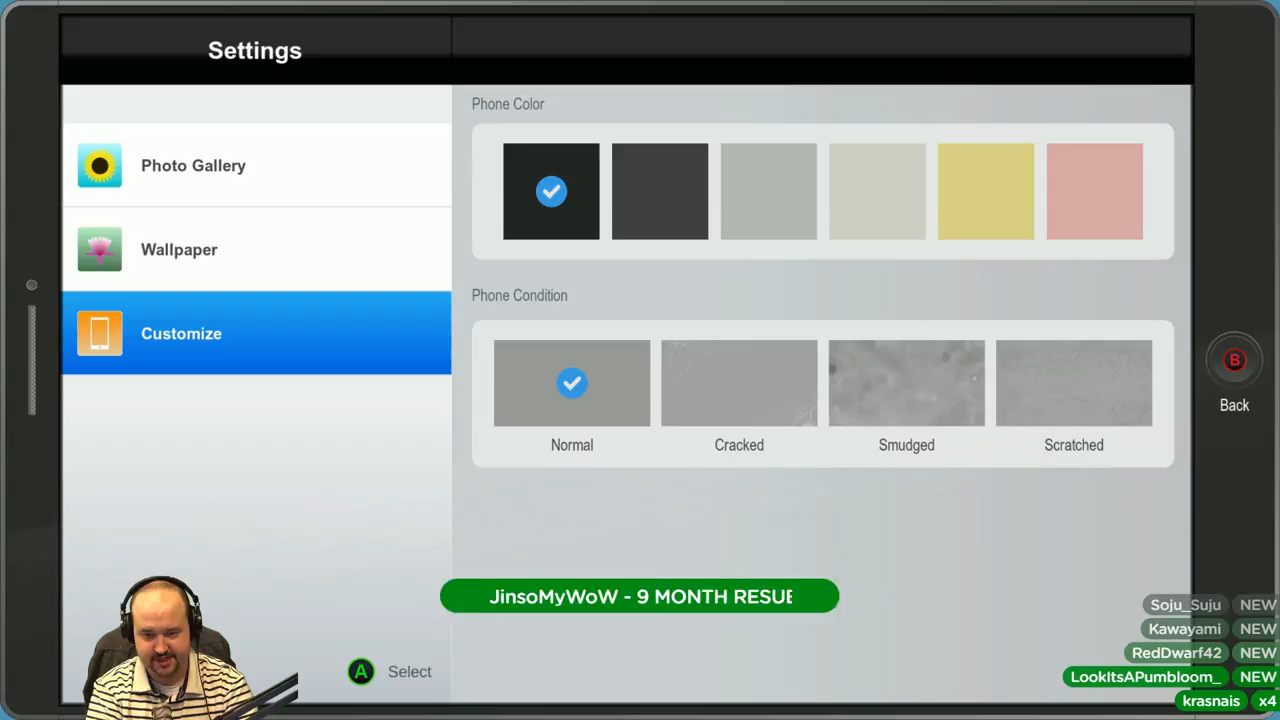 Settings
Photo Gallery
Wallpaper
Customize
Phone Color
Phone Condition
Normal
Cracked
Smudged
Scratched
B
Back
JinsoMyWoW - 9 MONTH RESUB
Soju_Suju NEW
Kawayami NEW
RedDwarf42 NEW
LookItsAPumbloom_ NEW
krasnais x4
A Select